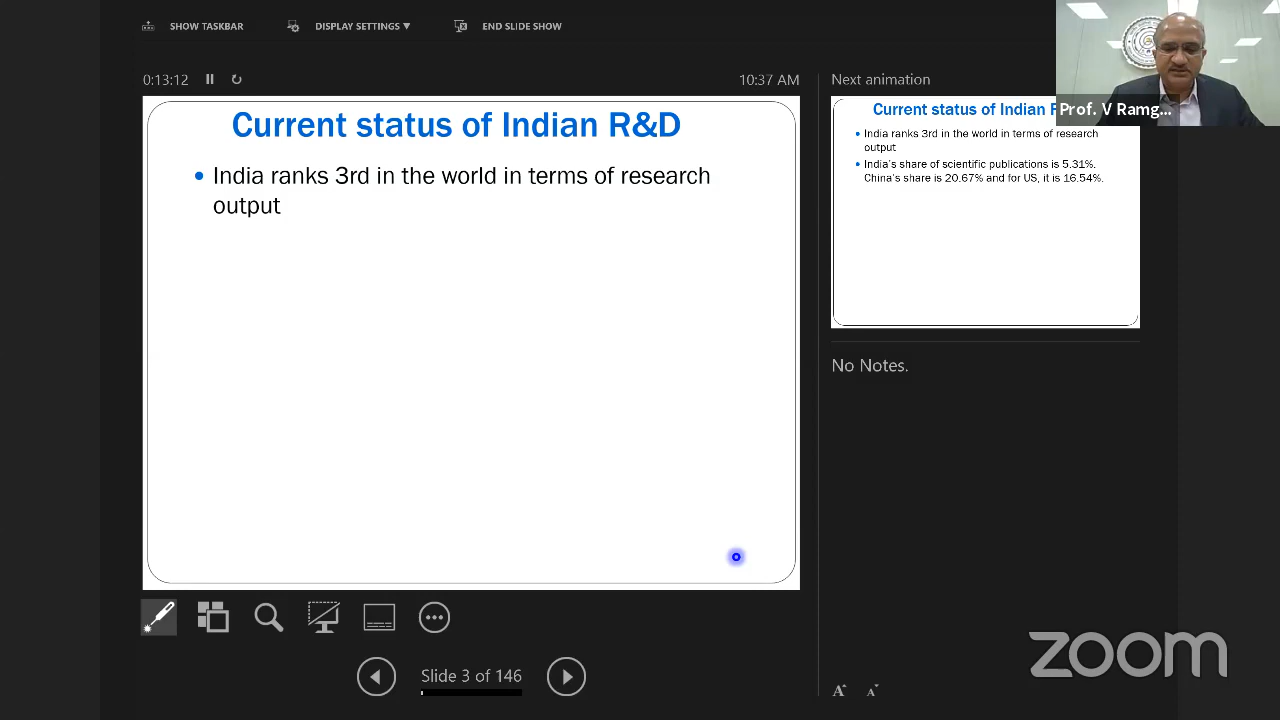 SHOW TASKBAR
DISPLAY SETTINGS ▼
END SLIDE SHOW
0:13:12
10:37 AM
Current status of Indian R&D
• India ranks 3rd in the world in terms of research
output
Slide 3 of 146
Next animation
Current status of Indian
• India ranks 3rd in the world in terms of research
output
• India's share of scientific publications is 5.31%.
China's share is 20.67% and for US, it is 16.54%.
No Notes.
A A
Prof. V Ramg...
zoom